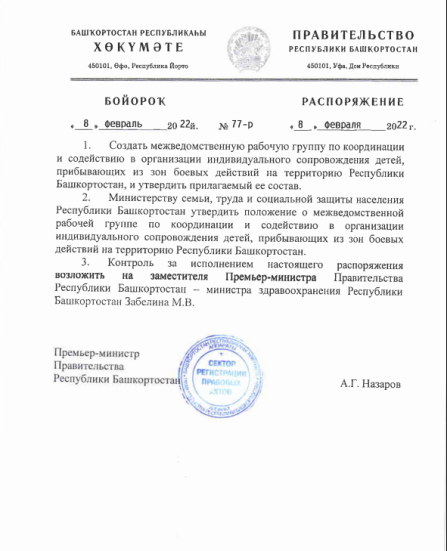 БАШҠОРТОСТАН РЕСПУБЛИКАҺЫ
ХӨКҮМӘТЕ
450101, Өфө, Республика Йорто
ПРАВИТЕЛЬСТВО
РЕСПУБЛИКИ БАШКОРТОСТАН
450101, Уфа, Дом Республики
БОЙОРОҠ
РАСПОРЯЖЕНИЕ
« 8 » февраль 2022й. № 77-р « 8 » февраля 2022г.
1. Создать межведомственную рабочую группу по координации
и содействию в организации индивидуального сопровождения детей,
прибывающих из зон боевых действий на территорию Республики
Башкортостан, и утвердить прилагаемый ее состав.
2. Министерству семьи, труда и социальной защиты населения
Республики Башкортостан утвердить положение о межведомственной
рабочей группе по координации и содействию в организации
индивидуального сопровождения детей, прибывающих из зон боевых
действий на территорию Республики Башкортостан.
3. Контроль за исполнением настоящего распоряжения
возложить на заместителя Премьер-министра Правительства
Республики Башкортостан – министра здравоохранения Республики
Башкортостан Забелина М.В.
Премьер-министр
Правительства
Республики Башкортостан
А.Г. Назаров
СЕКТОР
РЕГИСТРАЦИИ
ПРАВОВЫХ
АКТОВ